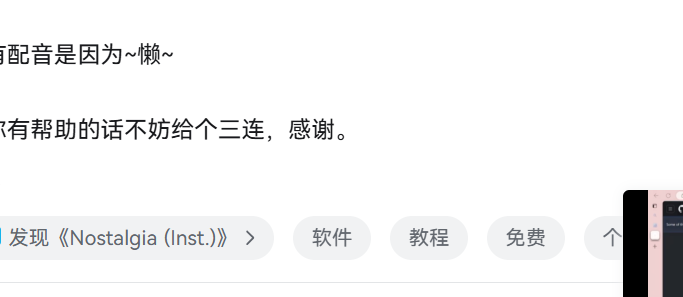 有配音是因为~懒~
你有帮助的话不妨给个三连，感谢。
发现《Nostalgia (Inst.)》 >
软件
教程
免费
个